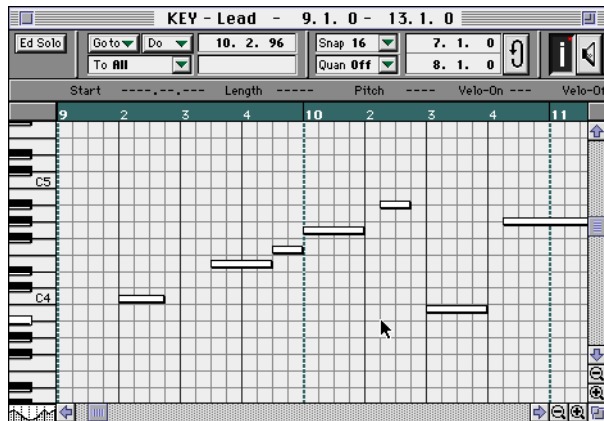 KEY - Lead - 9. 1. 0 - 13. 1. 0
Ed Solo Goto Do 10. 2. 96 Snap 16 7. 1. 0
To All Quan Off 8. 1. 0
Start ----.--.--- Length ----- Pitch ---- Velo-On --- Velo-Of
9 2 3 4 10 2 3 4 11
C5
C4